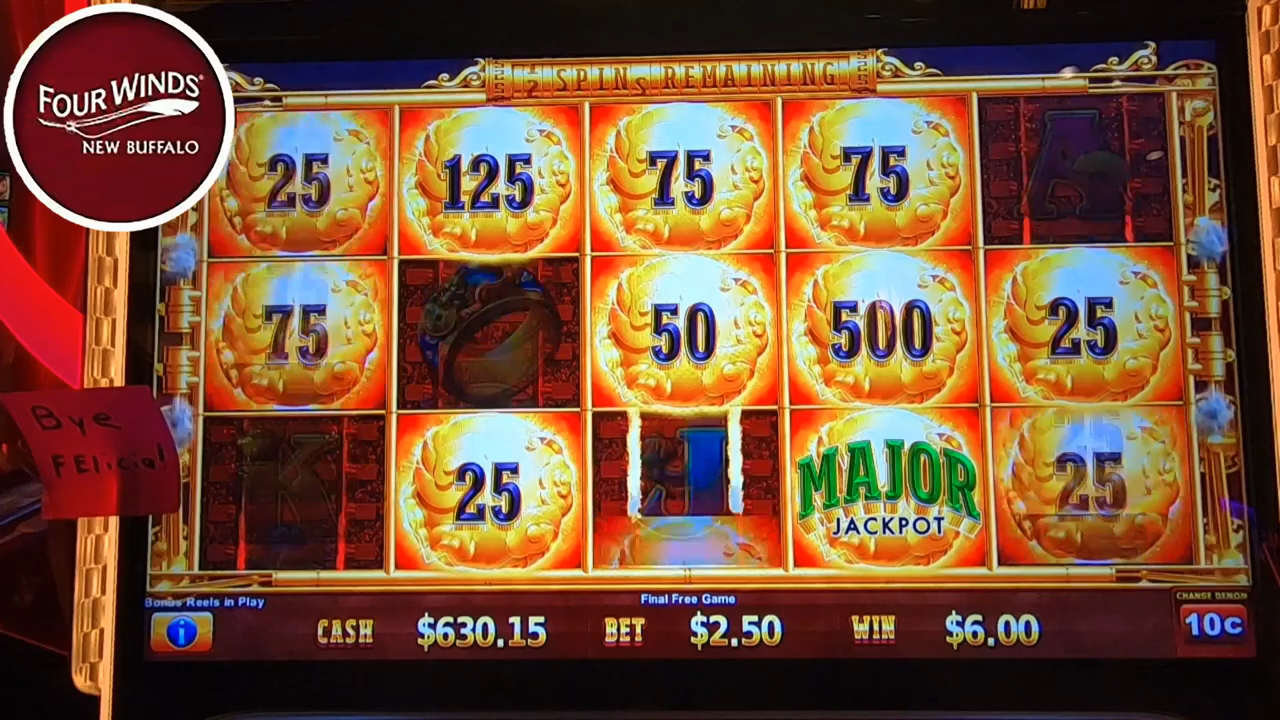 FOUR WINDS®
NEW BUFFALO
SPINS REMAINING
25 125 75 75 A
75 50 500 25
K 25 J MAJOR
JACKPOT 25
Bye
FElicia!
Bonus Reels in Play
Final Free Game
CHANGE DENOM
CASH $630.15 BET $2.50 WIN $6.00 10¢